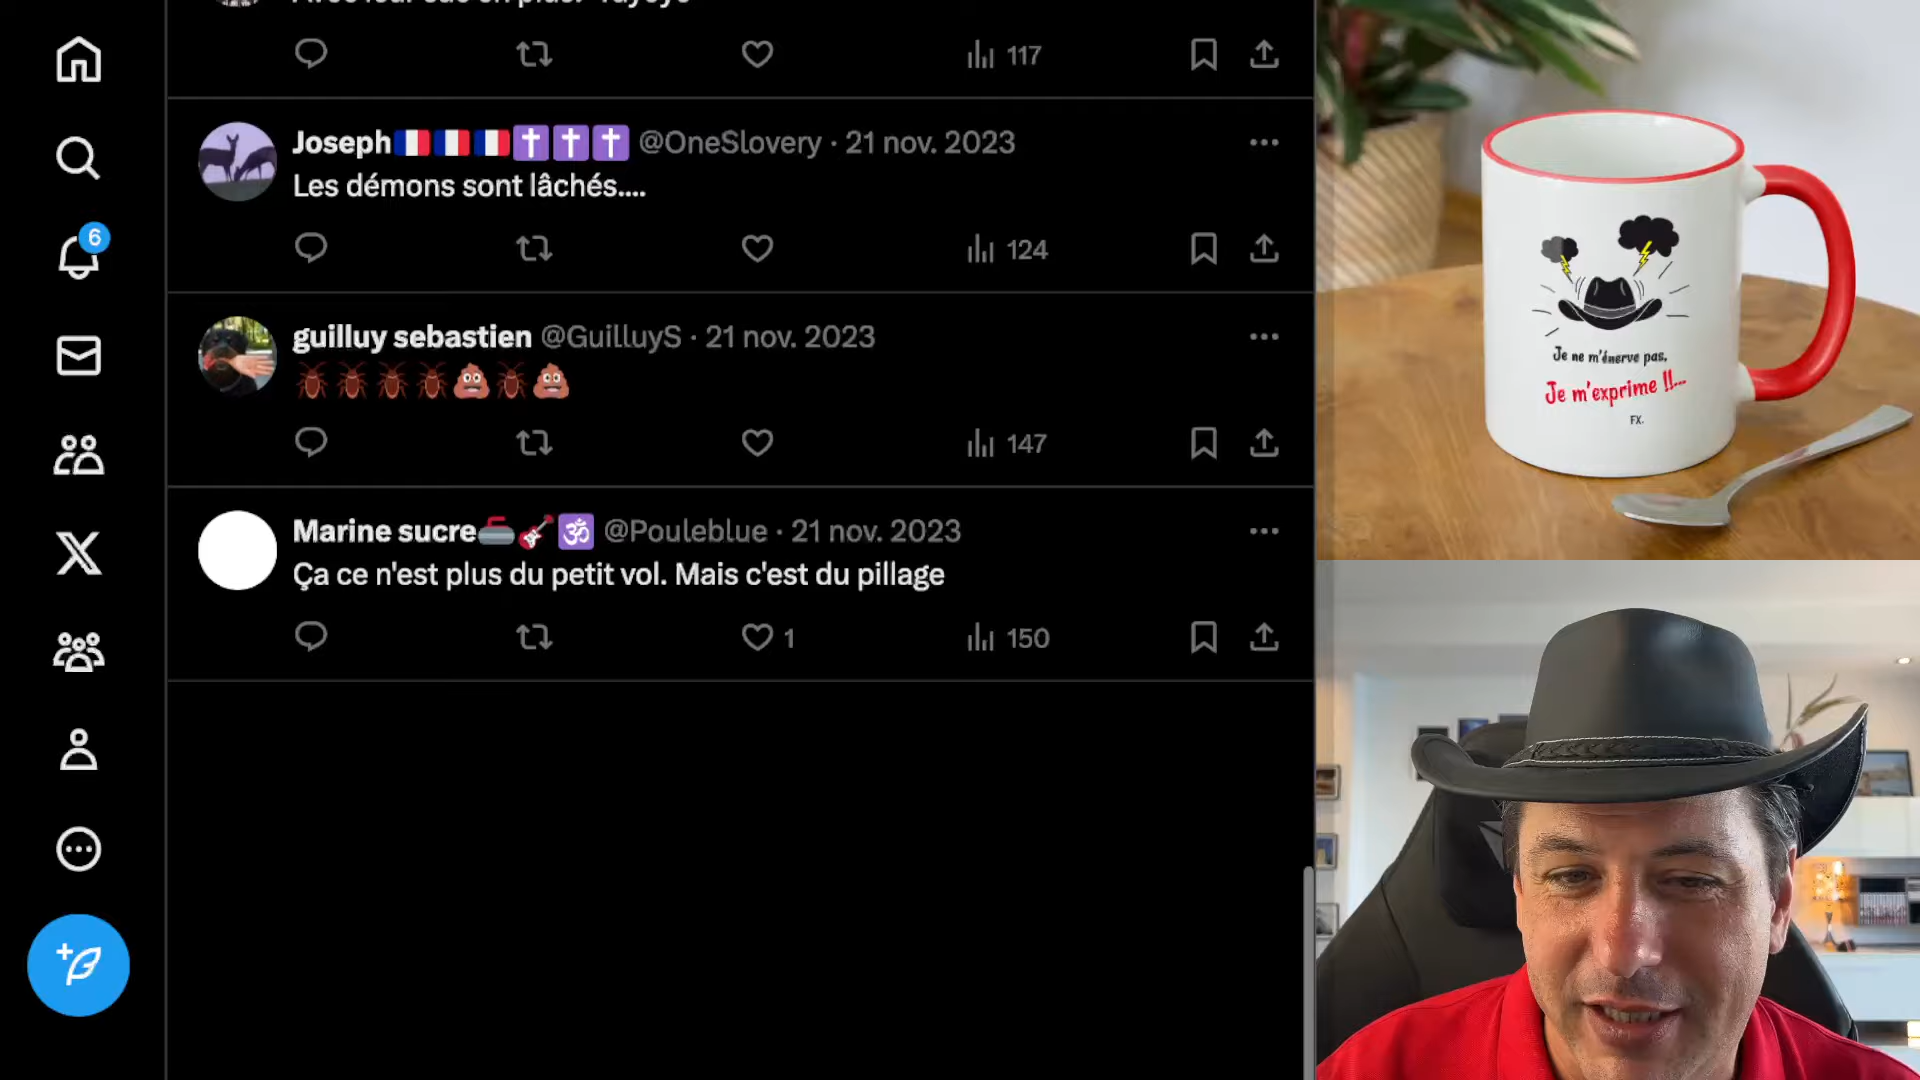 117
Joseph🇫🇷🇫🇷🇫🇷✝️✝️✝️ @OneSlovery · 21 nov. 2023
Les démons sont lâchés....
124
6
guilluy sebastien @GuilluyS · 21 nov. 2023
🪳🪳🪳🪳💩🪳💩
147
Marine sucre🥌🎸🕉️ @Pouleblue · 21 nov. 2023
Ça ce n'est plus du petit vol. Mais c'est du pillage
1
150
Je ne m'énerve pas,
Je m'exprime !!...
FX.